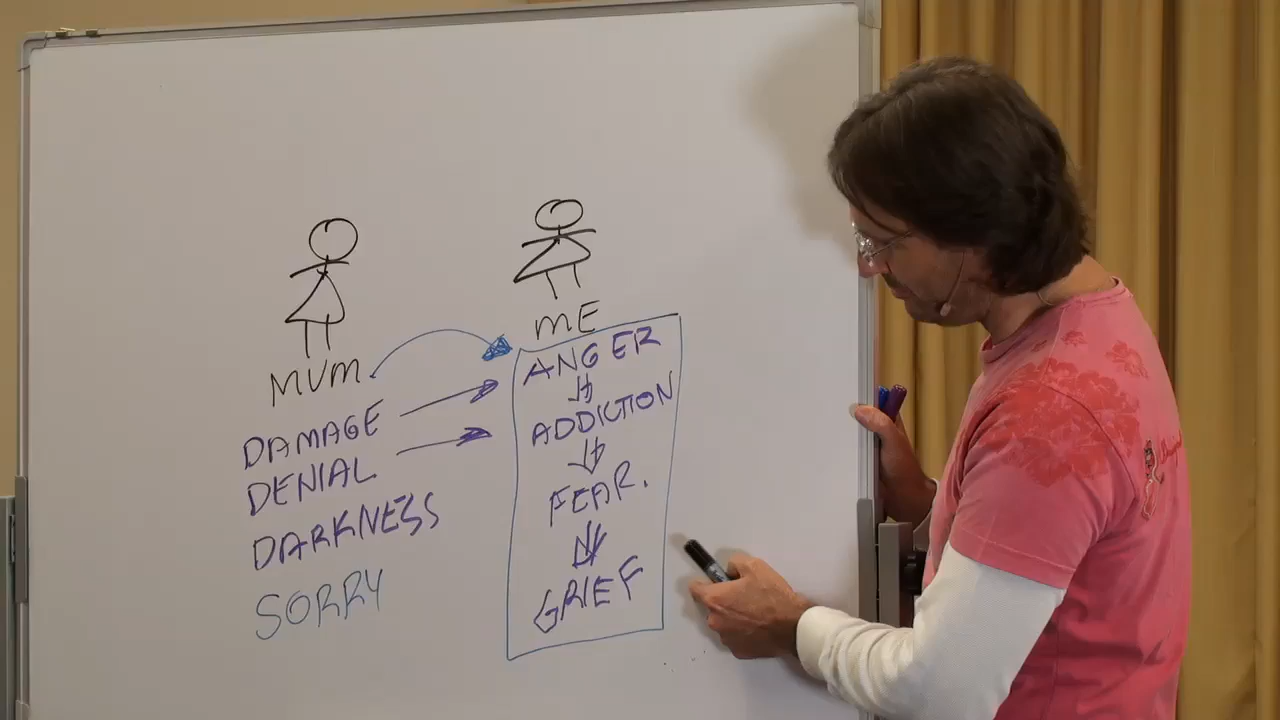 MUM
DAMAGE
DENIAL
DARKNESS
SORRY
ME
ANGER
ADDICTION
FEAR.
GRIEF